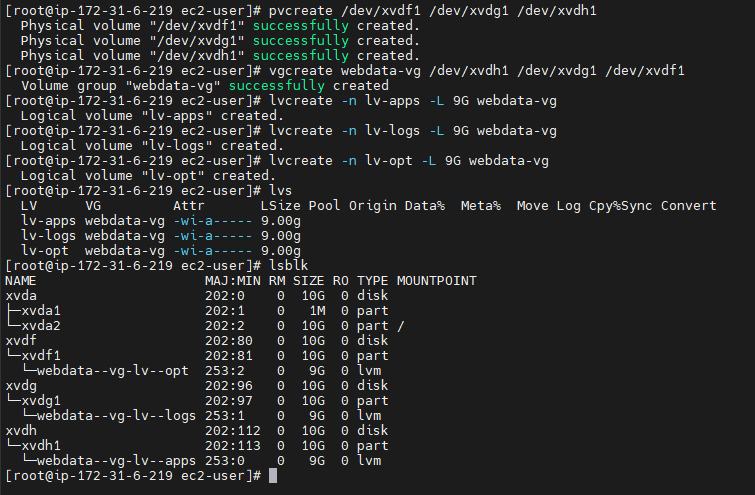 [root@ip-172-31-6-219 ec2-user]# pvcreate /dev/xvdf1 /dev/xvdg1 /dev/xvdh1
  Physical volume "/dev/xvdf1" successfully created.
  Physical volume "/dev/xvdg1" successfully created.
  Physical volume "/dev/xvdh1" successfully created.
[root@ip-172-31-6-219 ec2-user]# vgcreate webdata-vg /dev/xvdh1 /dev/xvdg1 /dev/xvdf1
  Volume group "webdata-vg" successfully created
[root@ip-172-31-6-219 ec2-user]# lvcreate -n lv-apps -L 9G webdata-vg
  Logical volume "lv-apps" created.
[root@ip-172-31-6-219 ec2-user]# lvcreate -n lv-logs -L 9G webdata-vg
  Logical volume "lv-logs" created.
[root@ip-172-31-6-219 ec2-user]# lvcreate -n lv-opt -L 9G webdata-vg
  Logical volume "lv-opt" created.
[root@ip-172-31-6-219 ec2-user]# lvs
  LV      VG         Attr       LSize Pool Origin Data%  Meta%  Move Log Cpy%Sync Convert
  lv-apps webdata-vg -wi-a----- 9.00g
  lv-logs webdata-vg -wi-a----- 9.00g
  lv-opt  webdata-vg -wi-a----- 9.00g
[root@ip-172-31-6-219 ec2-user]# lsblk
NAME                    MAJ:MIN RM SIZE RO TYPE MOUNTPOINT
xvda                    202:0    0  10G  0 disk
├─xvda1                 202:1    0   1M  0 part
└─xvda2                 202:2    0  10G  0 part /
xvdf                    202:80   0  10G  0 disk
└─xvdf1                 202:81   0  10G  0 part
  └─webdata--vg-lv--opt  253:2    0   9G  0 lvm
xvdg                    202:96   0  10G  0 disk
└─xvdg1                 202:97   0  10G  0 part
  └─webdata--vg-lv--logs 253:1    0   9G  0 lvm
xvdh                    202:112  0  10G  0 disk
└─xvdh1                 202:113  0  10G  0 part
  └─webdata--vg-lv--apps 253:0    0   9G  0 lvm
[root@ip-172-31-6-219 ec2-user]#